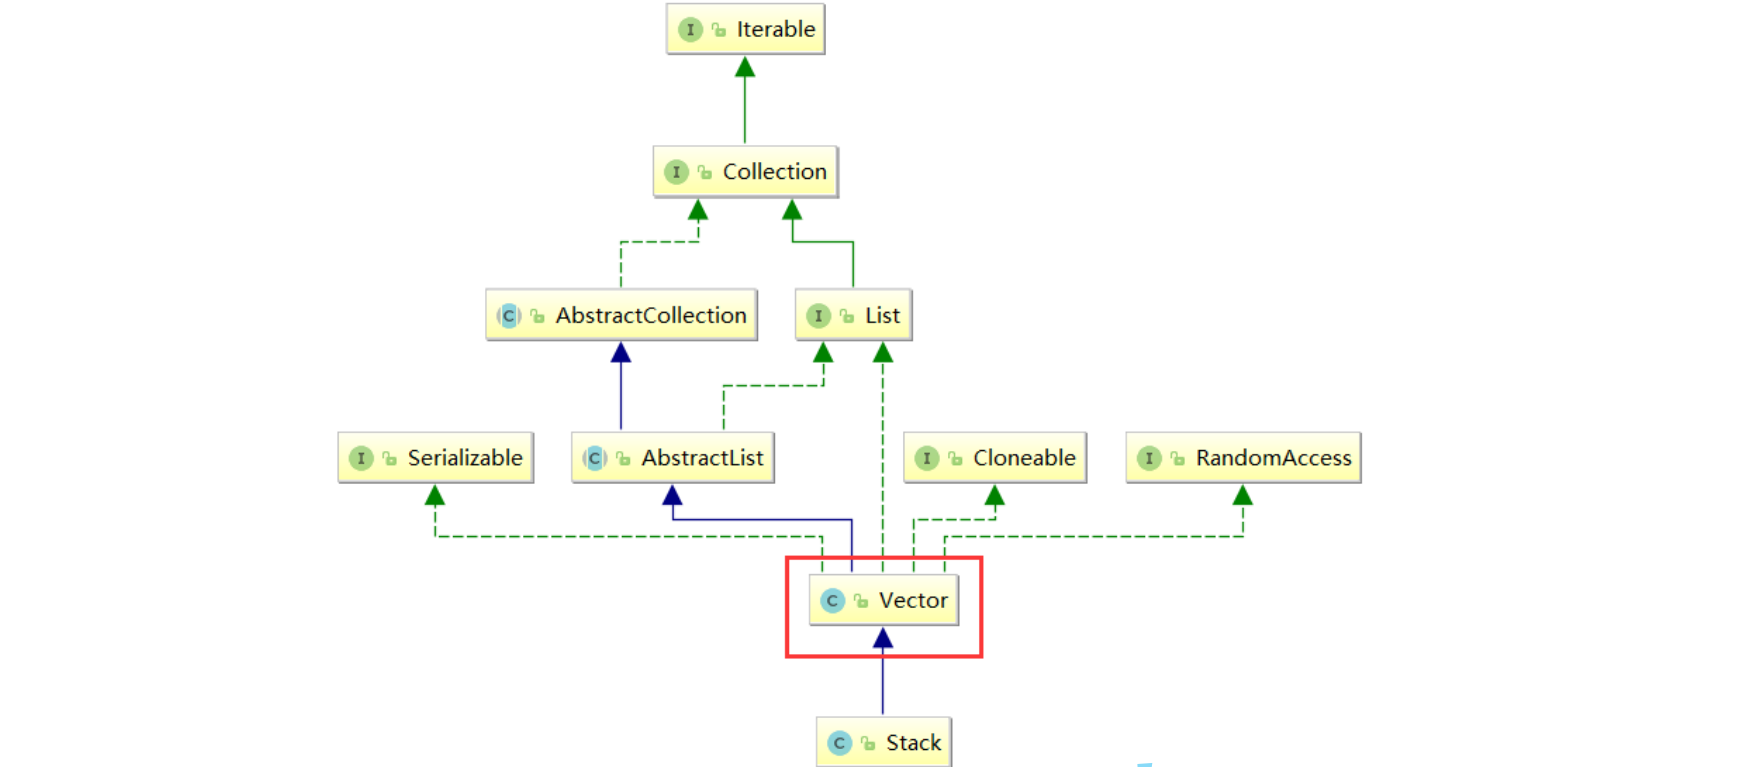 I Iterable
I Collection
C AbstractCollection
I List
I Serializable
C AbstractList
I Cloneable
I RandomAccess
C Vector
C Stack